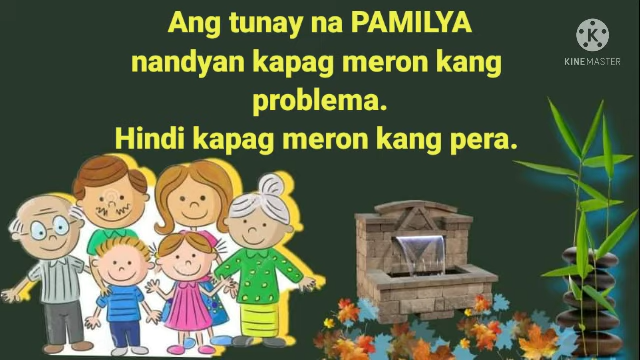 Ang tunay na PAMILYA
nandyan kapag meron kang
problema.
Hindi kapag meron kang pera.
K
KINEMASTER